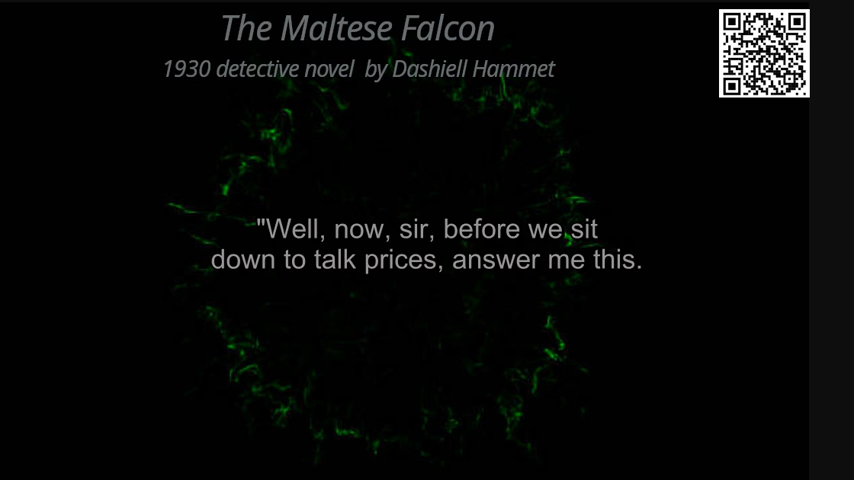 The Maltese Falcon
1930 detective novel by Dashiell Hammet
"Well, now, sir, before we sit
down to talk prices, answer me this.